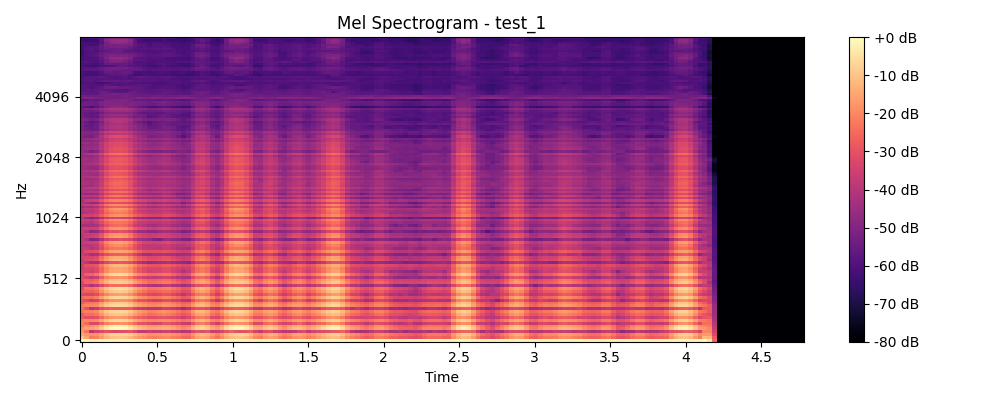 Mel Spectrogram - test_1
+0 dB
-10 dB
-20 dB
-30 dB
-40 dB
-50 dB
-60 dB
-70 dB
-80 dB
Hz
4096
2048
1024
512
0
0 0.5 1 1.5 2 2.5 3 3.5 4 4.5
Time